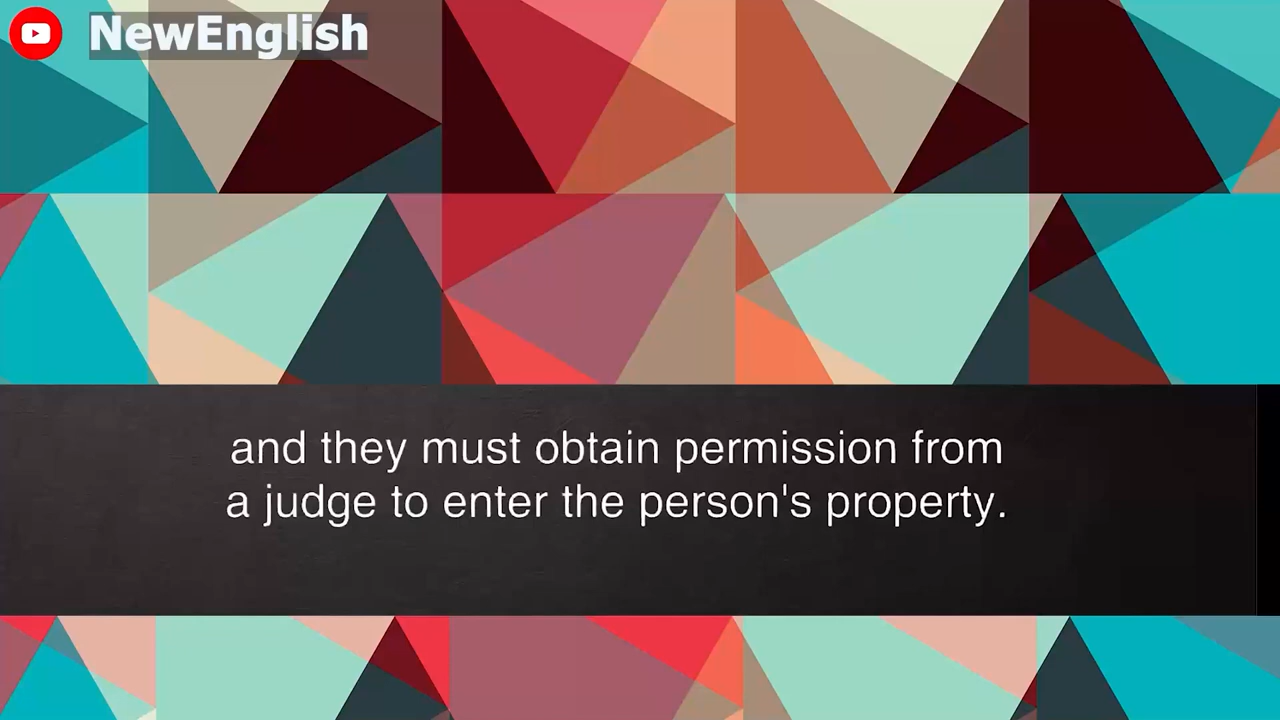 NewEnglish
and they must obtain permission from
a judge to enter the person's property.